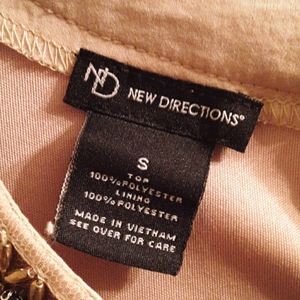 ND NEW DIRECTIONS®
S
TOP
100%POLYESTER
LINING
100%POLYESTER
MADE IN VIETNAM
SEE OVER FOR CARE